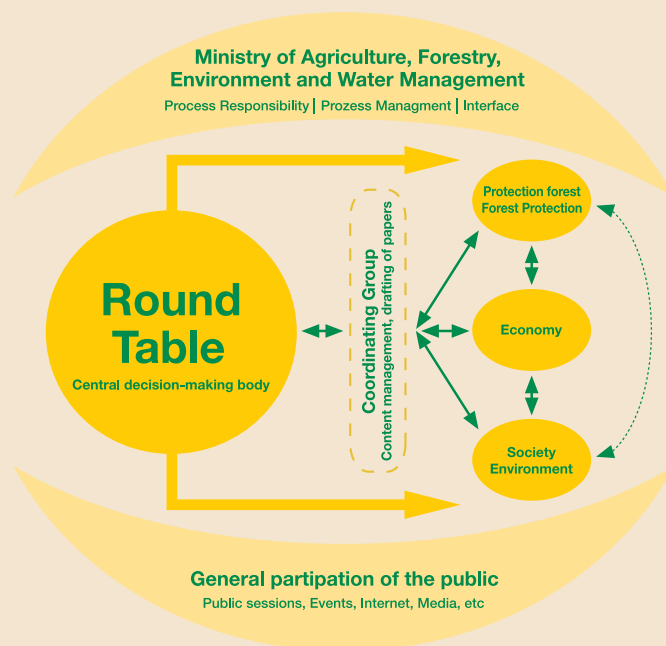 Ministry of Agriculture, Forestry,
Environment and Water Management
Process Responsibility | Prozess Managment | Interface
Protection forest
Forest Protection
Round
Table
Central decision-making body
Coordinating Group
Content management, drafting of papers
Economy
Society
Environment
General partipation of the public
Public sessions, Events, Internet, Media, etc